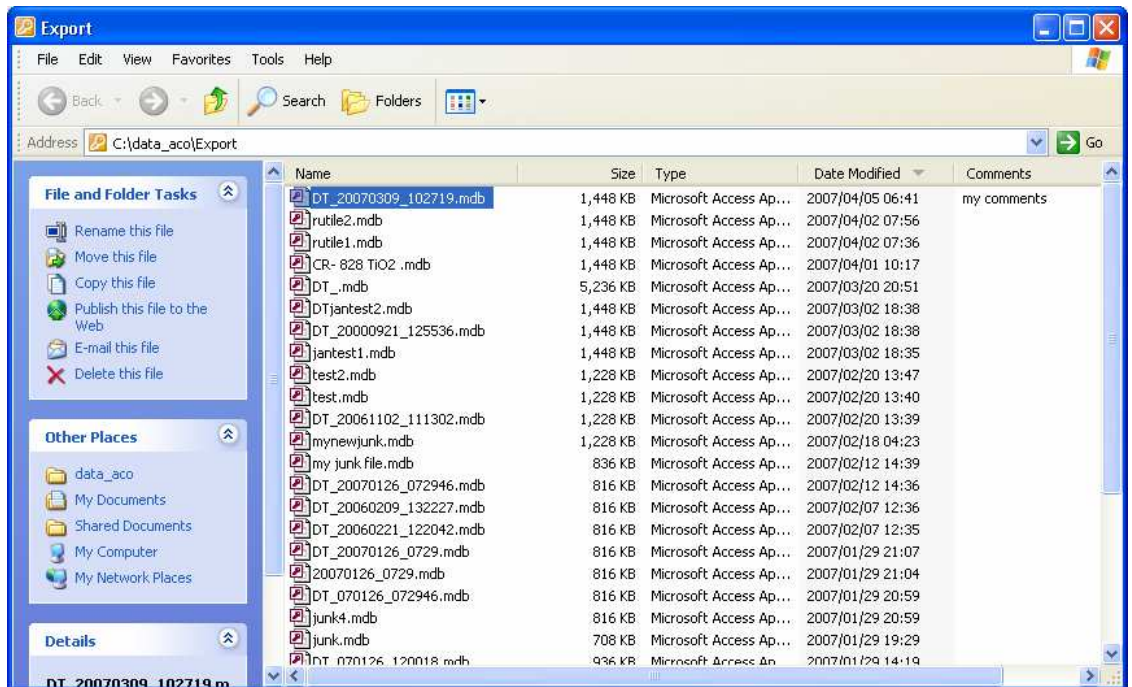 Export
File Edit View Favorites Tools Help
Back Search Folders
Address C:\data_aco\Export Go
File and Folder Tasks
Rename this file
Move this file
Copy this file
Publish this file to the
Web
E-mail this file
Delete this file
Other Places
data_aco
My Documents
Shared Documents
My Computer
My Network Places
Details
DT_20070309_102719.m
Name Size Type Date Modified Comments
DT_20070309_102719.mdb 1,448 KB Microsoft Access Ap... 2007/04/05 06:41 my comments
rutile2.mdb 1,448 KB Microsoft Access Ap... 2007/04/02 07:56
rutile1.mdb 1,448 KB Microsoft Access Ap... 2007/04/02 07:36
CR- 828 TiO2 .mdb 1,448 KB Microsoft Access Ap... 2007/04/01 10:17
DT_.mdb 5,236 KB Microsoft Access Ap... 2007/03/20 20:51
DTjantest2.mdb 1,448 KB Microsoft Access Ap... 2007/03/02 18:38
DT_20000921_125536.mdb 1,448 KB Microsoft Access Ap... 2007/03/02 18:38
jantest1.mdb 1,448 KB Microsoft Access Ap... 2007/03/02 18:35
test2.mdb 1,228 KB Microsoft Access Ap... 2007/02/20 13:47
test.mdb 1,228 KB Microsoft Access Ap... 2007/02/20 13:40
DT_20061102_111302.mdb 1,228 KB Microsoft Access Ap... 2007/02/20 13:39
mynewjunk.mdb 1,228 KB Microsoft Access Ap... 2007/02/18 04:23
my junk file.mdb 836 KB Microsoft Access Ap... 2007/02/12 14:39
DT_20070126_072946.mdb 816 KB Microsoft Access Ap... 2007/02/12 14:36
DT_20060209_132227.mdb 816 KB Microsoft Access Ap... 2007/02/07 12:36
DT_20060221_122042.mdb 816 KB Microsoft Access Ap... 2007/02/07 12:35
DT_20070126_0729.mdb 816 KB Microsoft Access Ap... 2007/01/29 21:07
20070126_0729.mdb 816 KB Microsoft Access Ap... 2007/01/29 21:04
DT_070126_072946.mdb 816 KB Microsoft Access Ap... 2007/01/29 20:59
junk4.mdb 816 KB Microsoft Access Ap... 2007/01/29 20:59
junk.mdb 708 KB Microsoft Access Ap... 2007/01/29 19:29
DT_070126_120018.mdb 936 KB Microsoft Access Ap... 2007/01/29 14:19